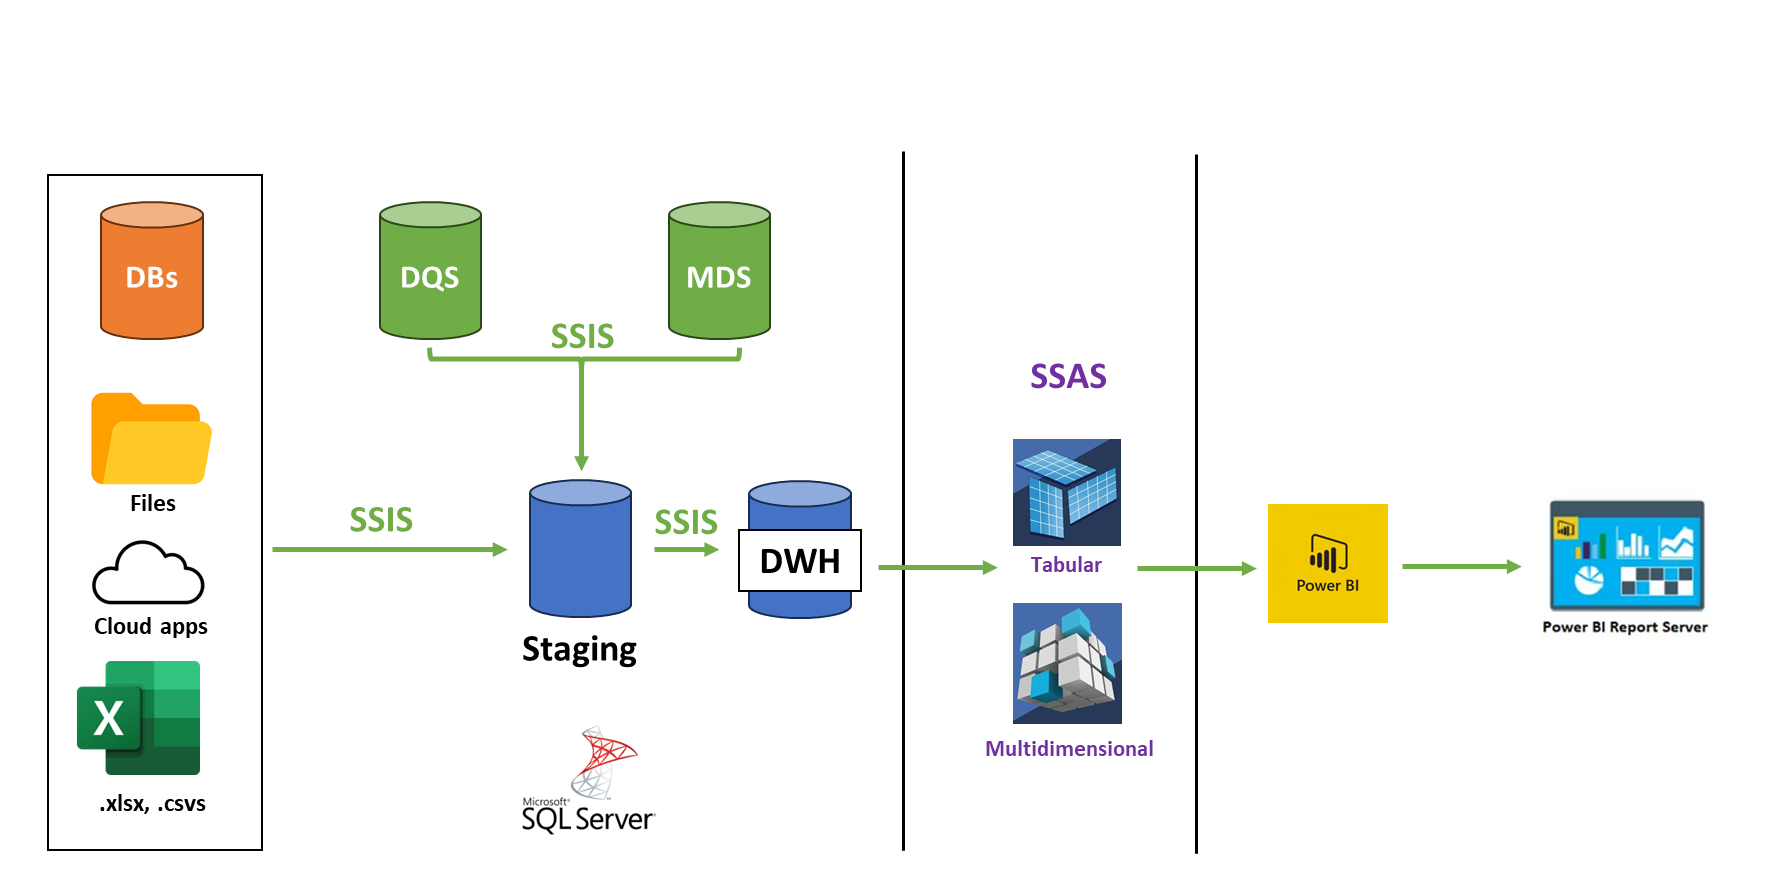 DBs
Files
Cloud apps
X
.xlsx, .csvs
DQS
MDS
SSIS
SSIS
Staging
SSIS
DWH
Microsoft®
SQL Server®
SSAS
Tabular
Multidimensional
Power BI
Power BI Report Server